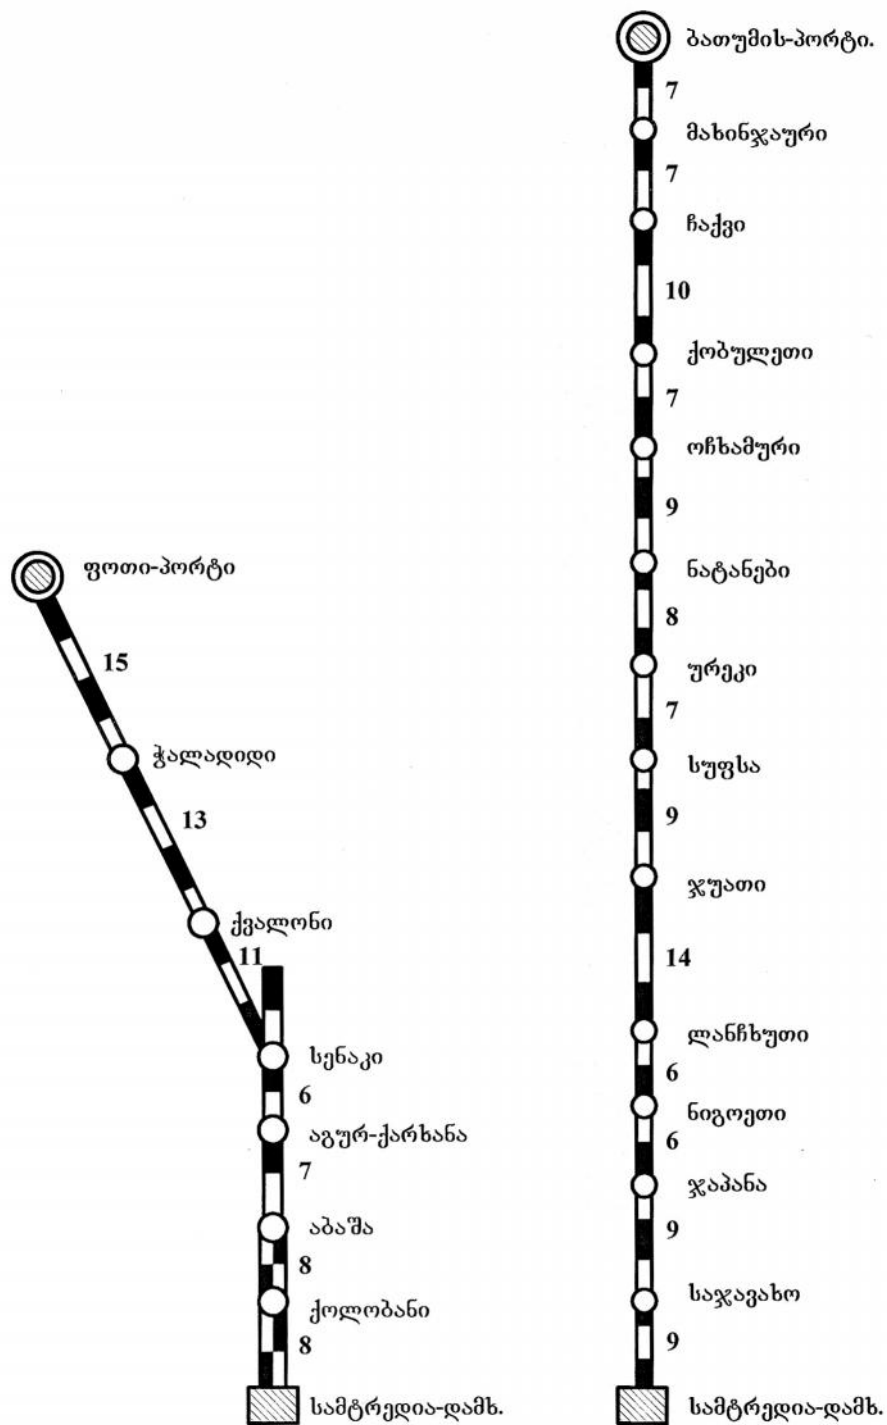 ფოთი-პორტი
15
ჭალადიდი
13
ქვალონი
11
სენაკი
6
აგურ-ქარხანა
7
აბაშა
8
ქოლობანი
8
სამტრედია-დამხ.
ბათუმის-პორტი.
7
მახინჯაური
7
ჩაქვი
10
ქობულეთი
7
ოჩხამური
9
ნატანები
8
ურეკი
7
სუფსა
9
ჯუათი
14
ლანჩხუთი
6
ნიგოეთი
6
ჯაპანა
9
საჯავახო
9
სამტრედია-დამხ.